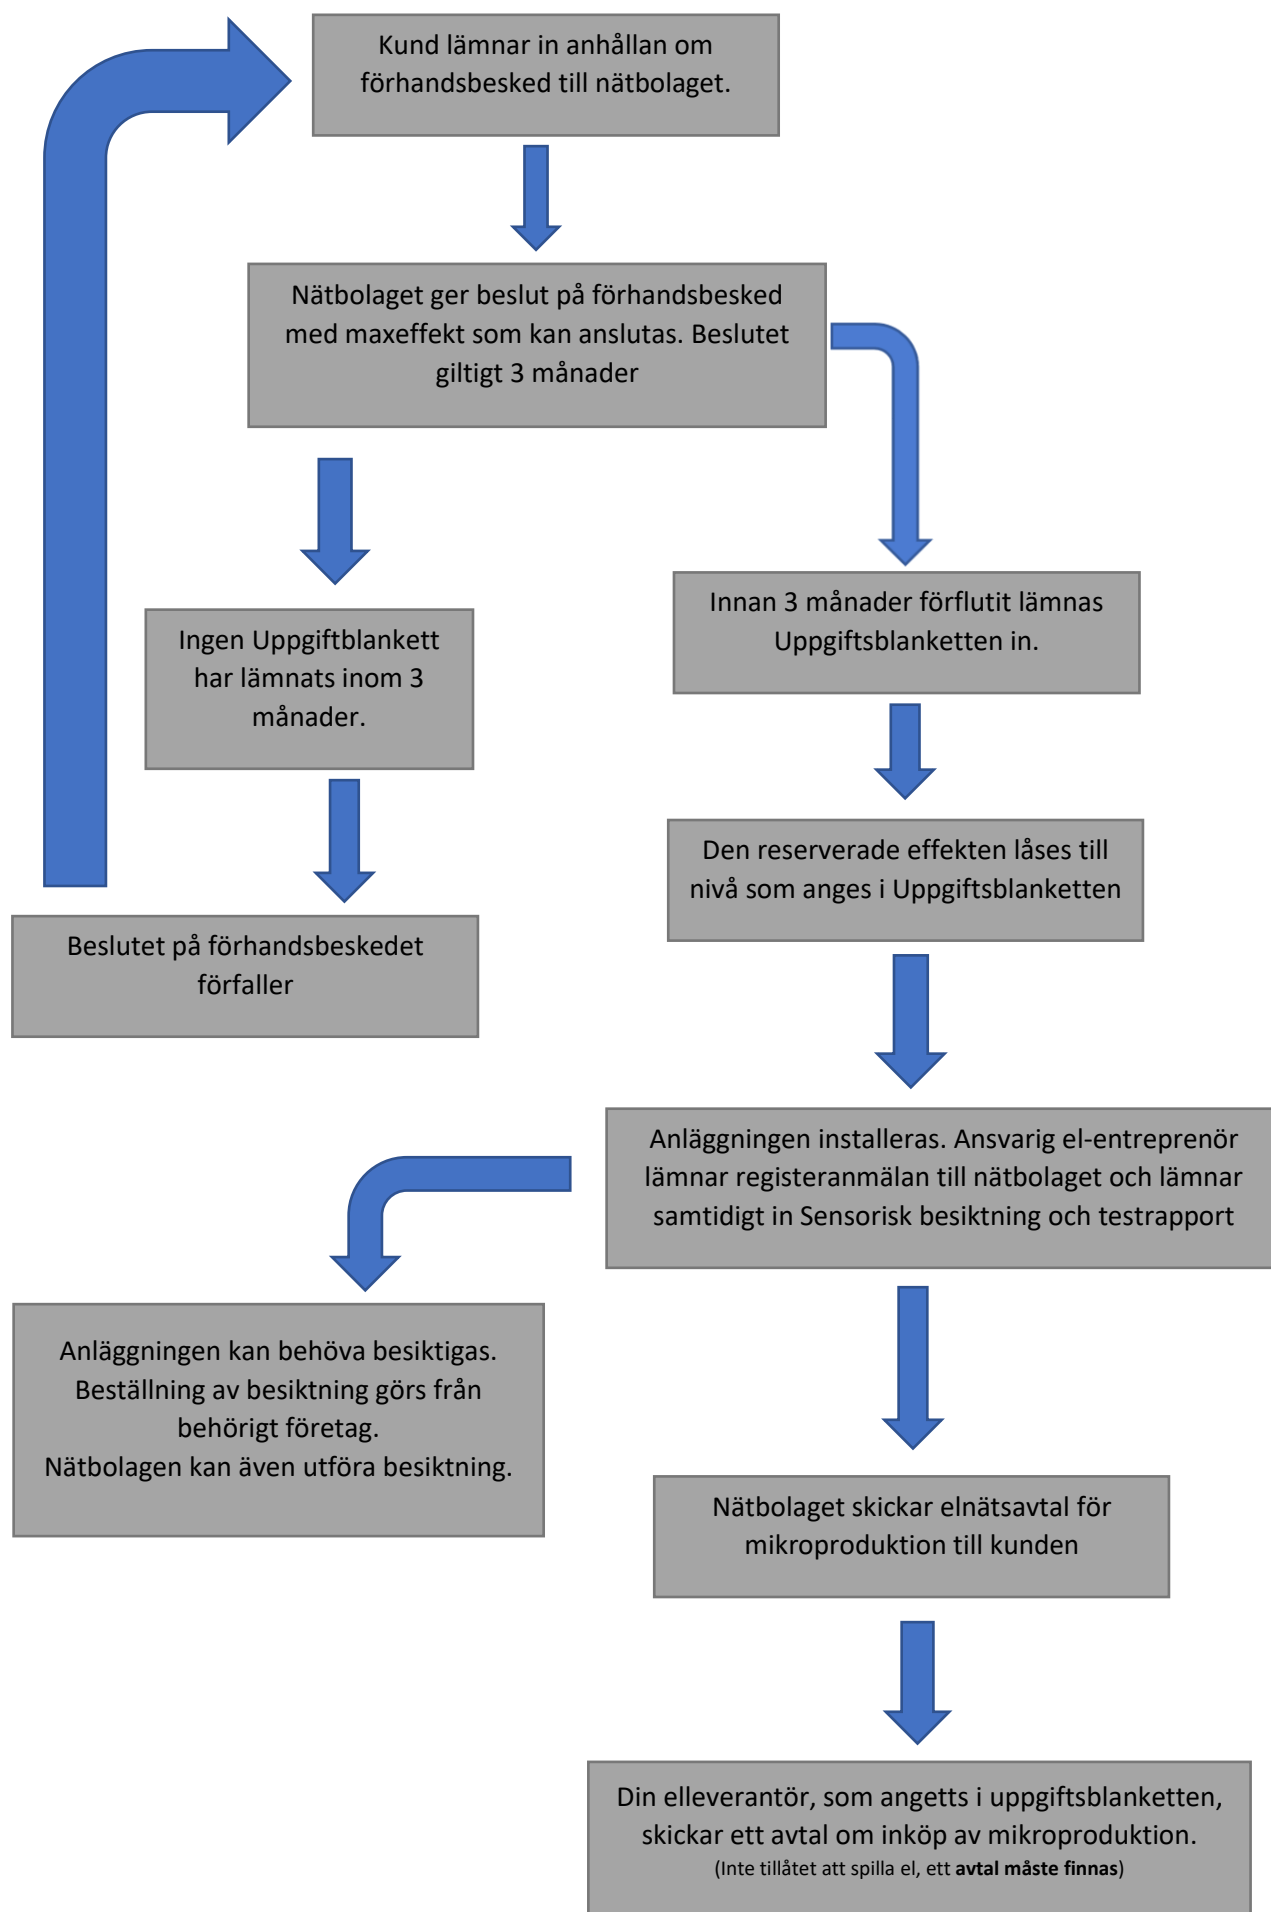 Kund lämnar in anhållan om
förhandsbesked till nätbolaget.
Nätbolaget ger beslut på förhandsbesked
med maxeffekt som kan anslutas. Beslutet
giltigt 3 månader
Ingen Uppgiftblankett
har lämnats inom 3
månader.
Beslutet på förhandsbeskedet
förfaller
Innan 3 månader förflutit lämnas
Uppgiftsblanketten in.
Den reserverade effekten låses till
nivå som anges i Uppgiftsblanketten
Anläggningen installeras. Ansvarig el-entreprenör
lämnar registeranmälan till nätbolaget och lämnar
samtidigt in Sensorisk besiktning och testrapport
Anläggningen kan behöva besiktigas.
Beställning av besiktning görs från
behörigt företag.
Nätbolagen kan även utföra besiktning.
Nätbolaget skickar elnätsavtal för
mikroproduktion till kunden
Din elleverantör, som angetts i uppgiftsblanketten,
skickar ett avtal om inköp av mikroproduktion.
(Inte tillåtet att spilla el, ett avtal måste finnas)